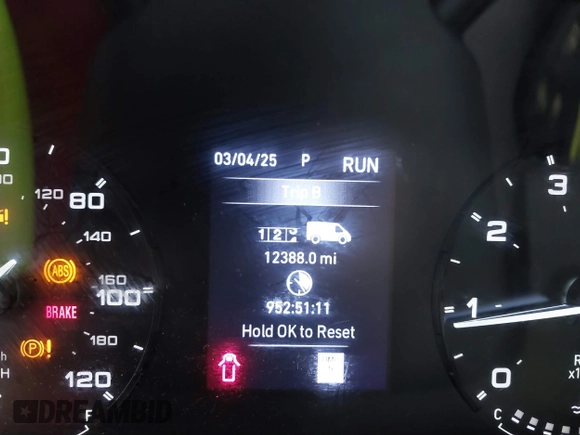 03/04/25 P RUN
Trip B
12388.0 mi
952:51:11
Hold OK to Reset
120
80
140
160
100
180
120
F
ABS
BRAKE
(P)!
H
3
2
1
0
C
R
x1
DREAMBID